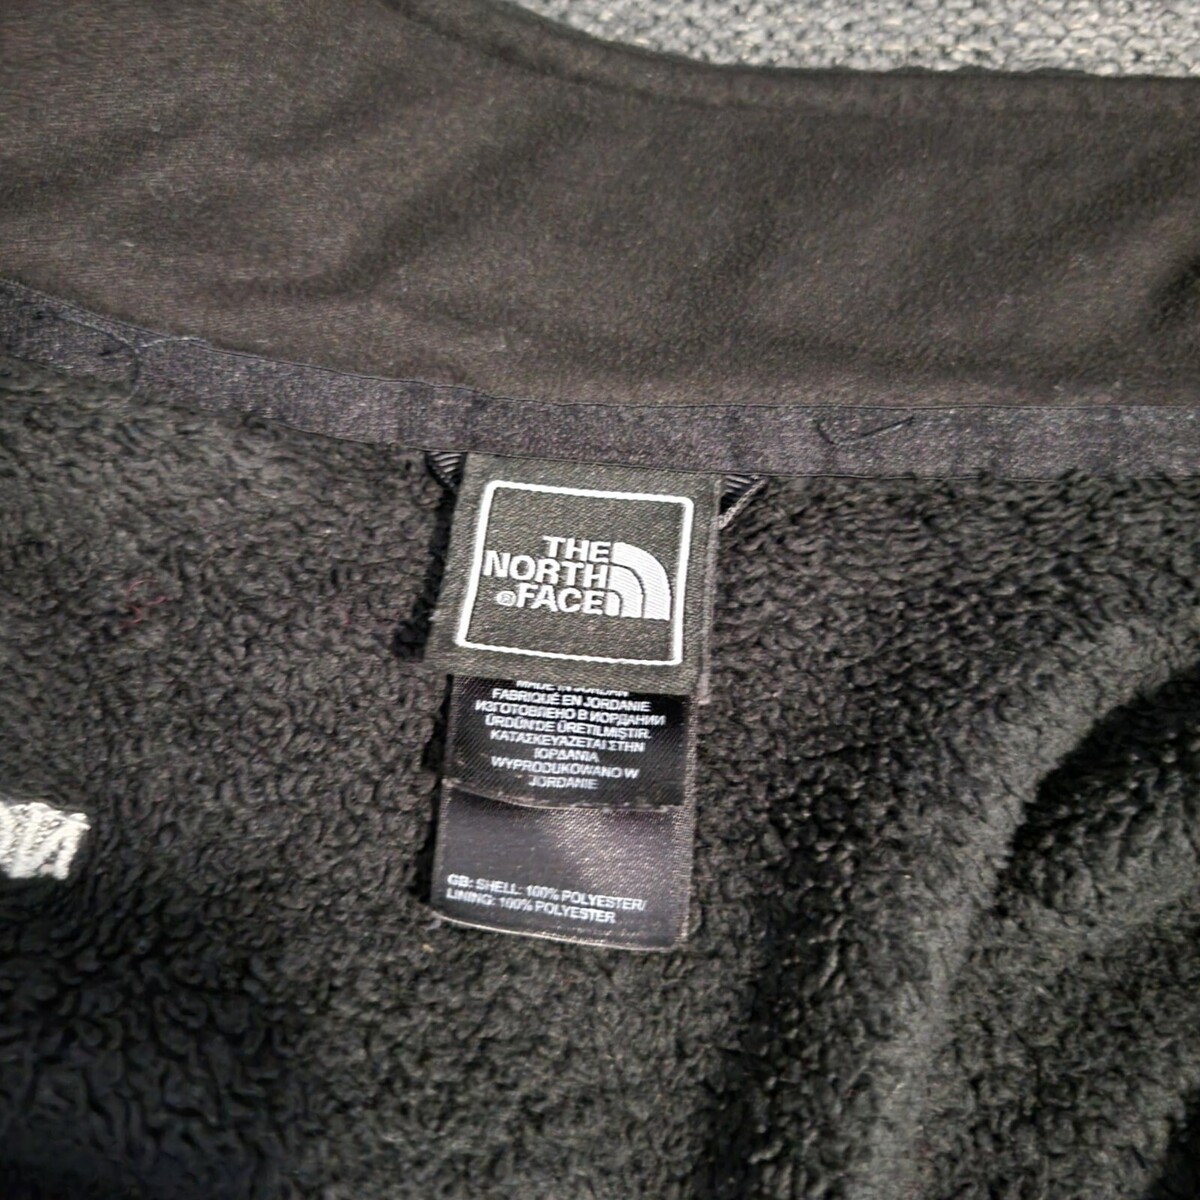 THE
NORTH
®FACE
MADE IN JORDAN
FABRIQUÉ EN JORDANIE
ИЗГОТОВЛЕНО В ИОРДАНИИ
ÜRDÜN'DE ÜRETILMIŞTIR.
ΚΑΤΑΣΚΕΥΑΖΕΤΑΙ ΣΤΗΝ
ΙΟΡΔΑΝΙΑ
WYPRODUKOWANO W
JORDANIE
GB: SHELL: 100% POLYESTER/
LINING: 100% POLYESTER